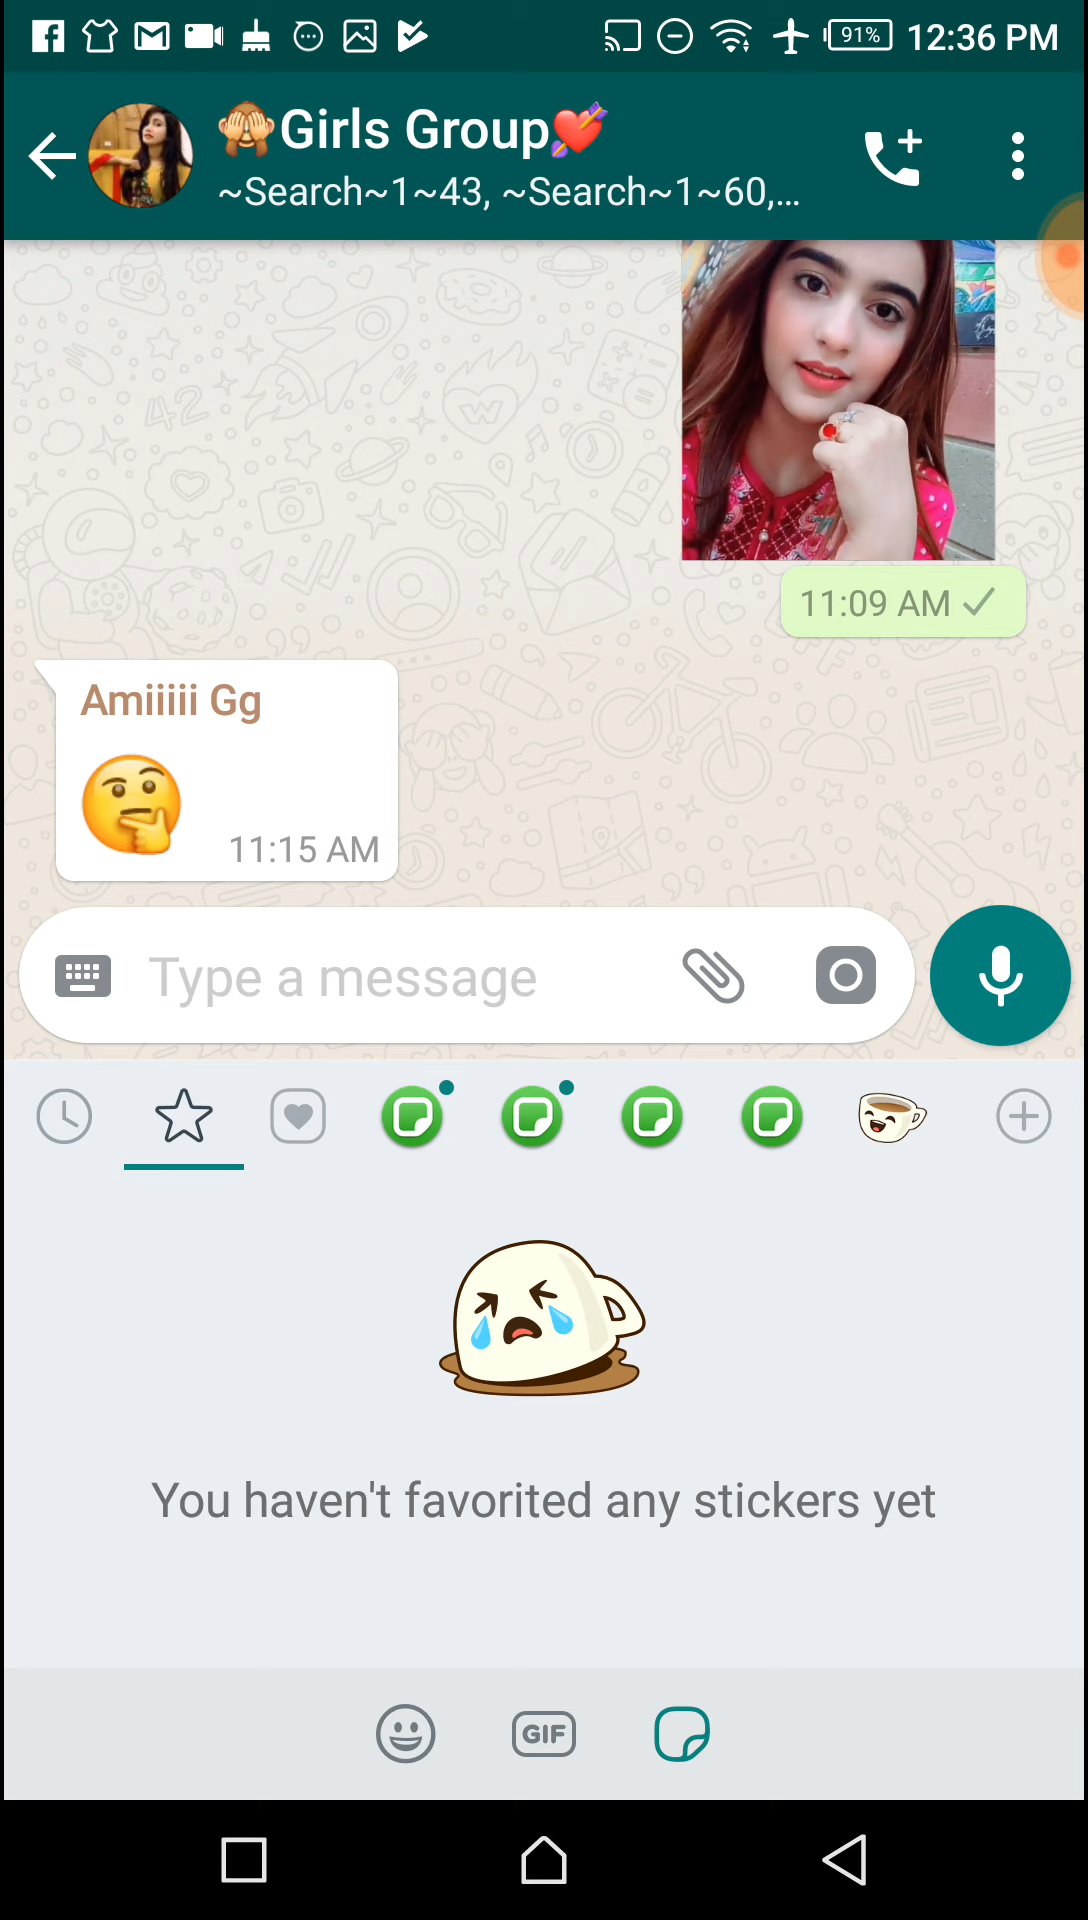 91% 12:36 PM
🙈Girls Group💘
~Search~1~43, ~Search~1~60,...
11:09 AM
Amiiiii Gg
🤔
11:15 AM
Type a message
You haven't favorited any stickers yet
GIF